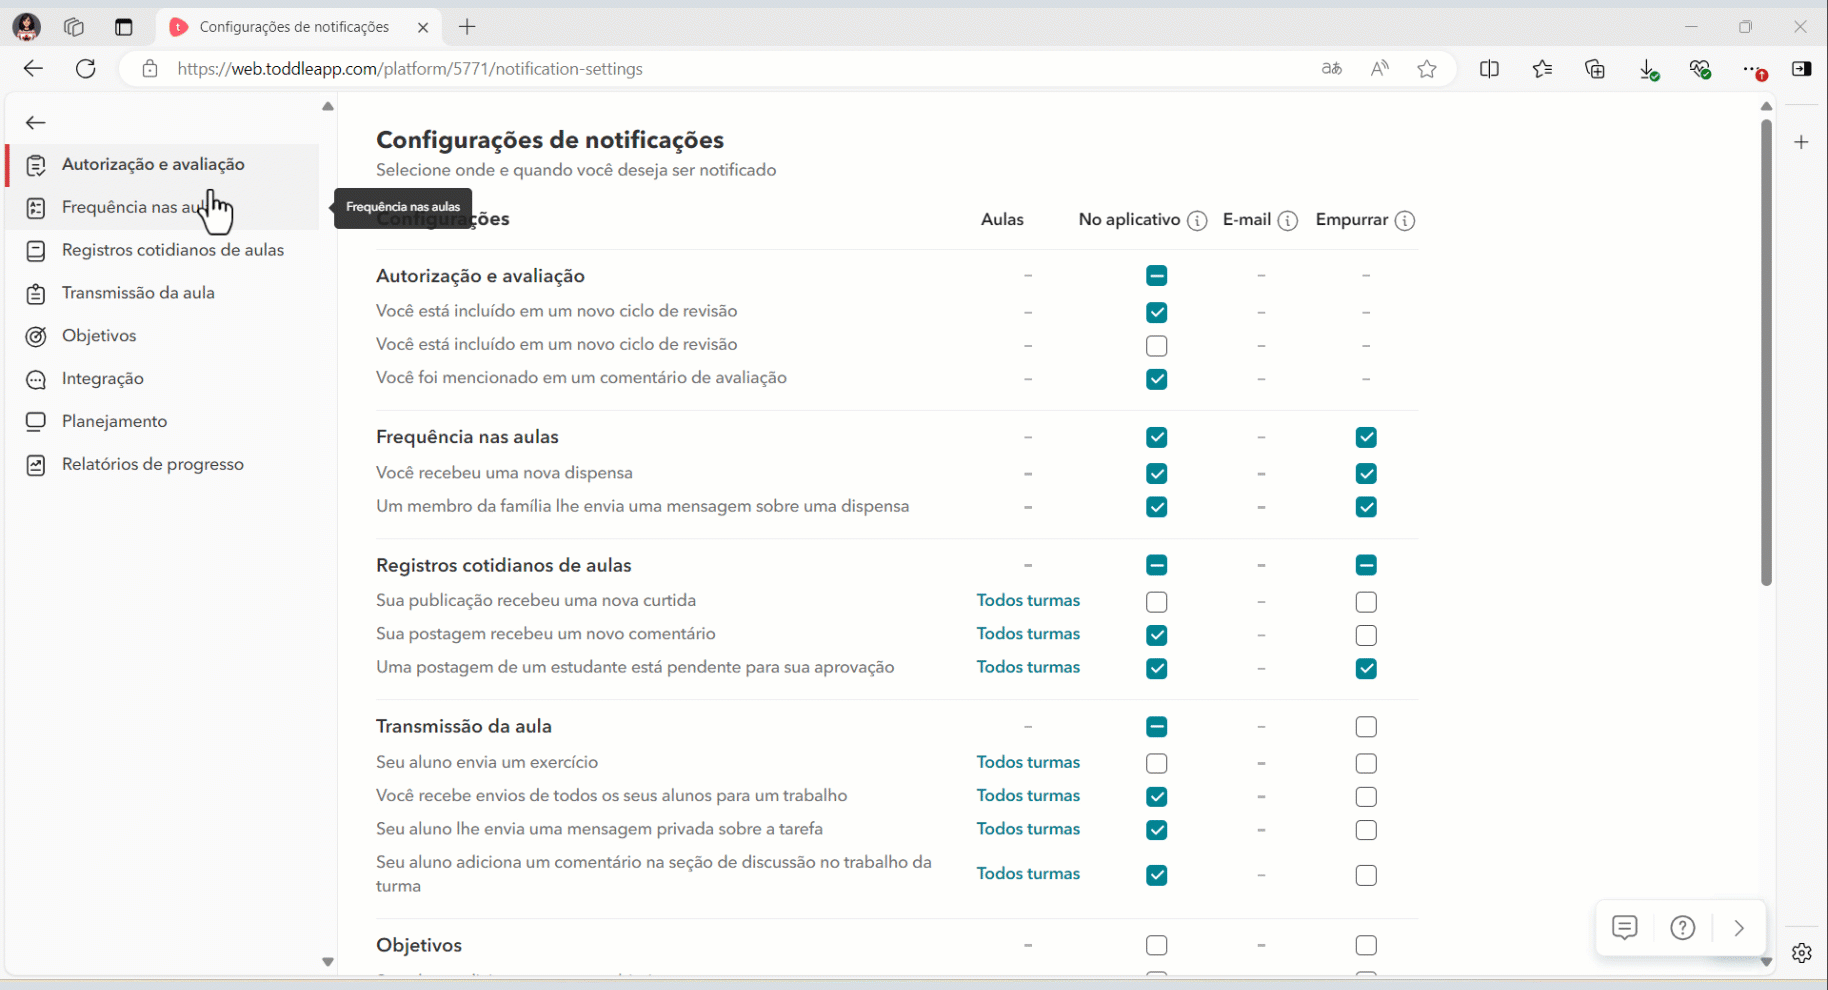 Configurações de notificações
https://web.toddleapp.com/platform/5771/notification-settings
Autorização e avaliação
Frequência nas
Registros cotidianos de aulas
Transmissão da aula
Objetivos
Integração
Planejamento
Relatórios de progresso
Frequência nas aulas
Configurações de notificações
Selecione onde e quando você deseja ser notificado
Configurações Aulas No aplicativo E-mail Empurrar
Autorização e avaliação
Você está incluído em um novo ciclo de revisão
Você está incluído em um novo ciclo de revisão
Você foi mencionado em um comentário de avaliação
Frequência nas aulas
Você recebeu uma nova dispensa
Um membro da família lhe envia uma mensagem sobre uma dispensa
Registros cotidianos de aulas
Sua publicação recebeu uma nova curtida Todos turmas
Sua postagem recebeu um novo comentário Todos turmas
Uma postagem de um estudante está pendente para sua aprovação Todos turmas
Transmissão da aula
Seu aluno envia um exercício Todos turmas
Você recebe envios de todos os seus alunos para um trabalho Todos turmas
Seu aluno lhe envia uma mensagem privada sobre a tarefa Todos turmas
Seu aluno adiciona um comentário na seção de discussão no trabalho da
turma Todos turmas
Objetivos